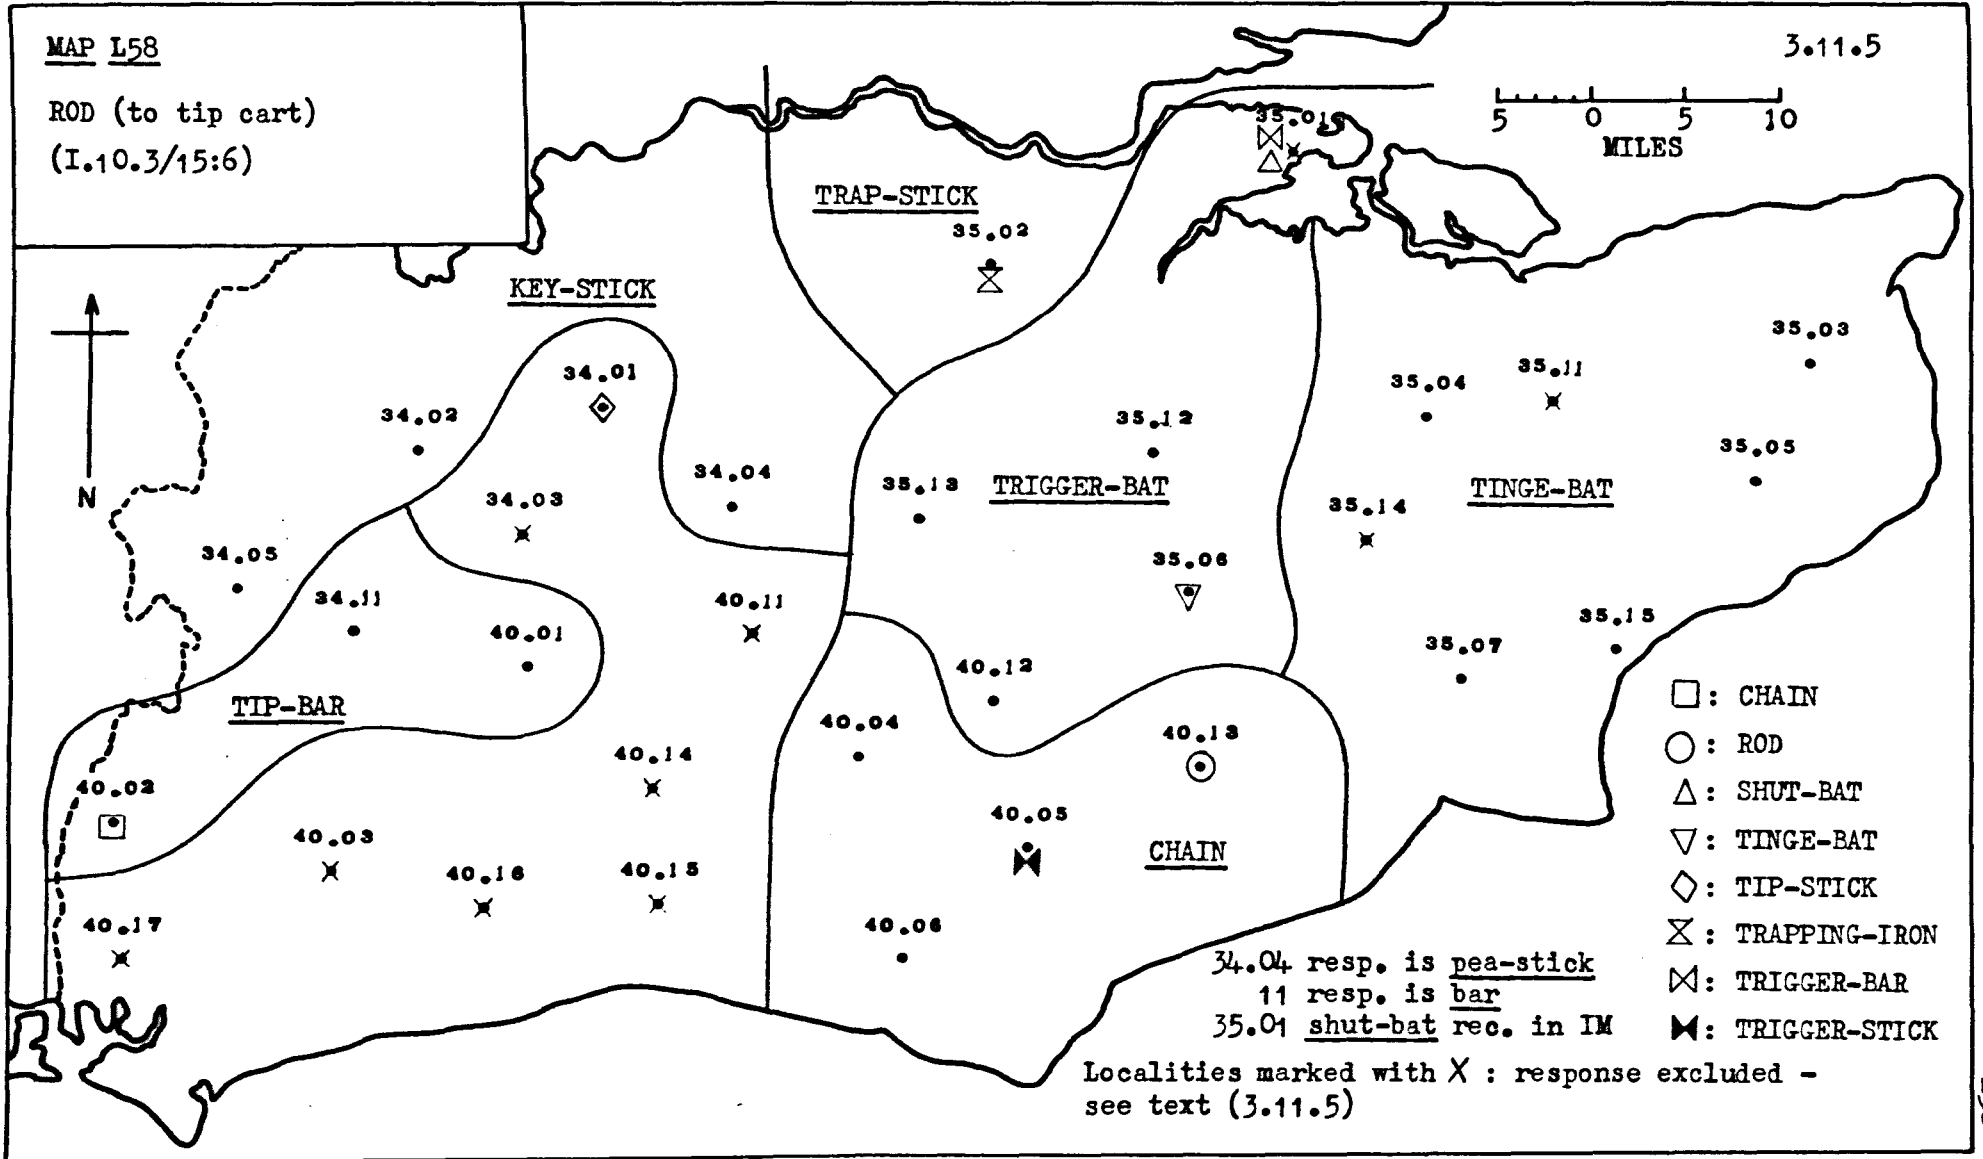 MAP L58
ROD (to tip cart)
(I.10.3/15:6)
3.11.5
5 0 5 10
MILES
35.01
TRAP-STICK
35.02
KEY-STICK
35.03
34.01
35.04
35.11
34.02
35.12
35.05
34.04
35.13
TRIGGER-BAT
TINGE-BAT
N
34.03
35.14
34.05
35.06
34.11
40.11
35.15
40.01
35.07
40.12
TIP-BAR
40.04
40.13
40.14
40.02
40.05
40.03
CHAIN
40.16
40.15
40.17
40.06
: CHAIN
: ROD
: SHUT-BAT
: TINGE-BAT
: TIP-STICK
: TRAPPING-IRON
: TRIGGER-BAR
: TRIGGER-STICK
34.04 resp. is pea-stick
11 resp. is bar
35.01 shut-bat rec. in IM
Localities marked with X : response excluded -
see text (3.11.5)